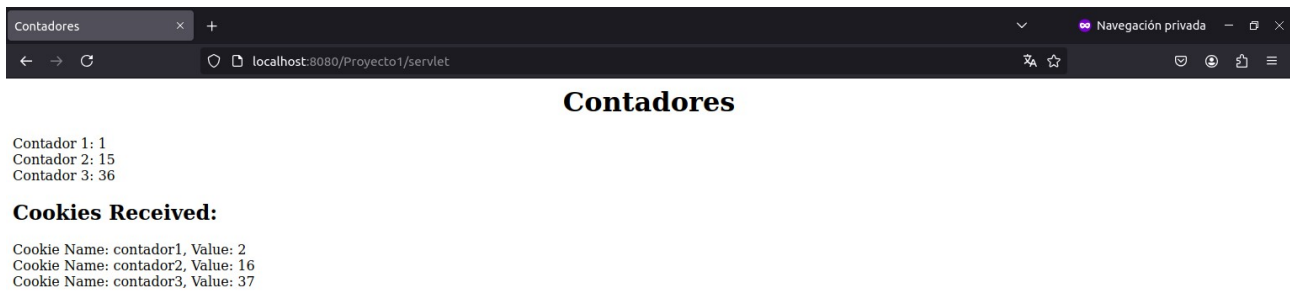 Contadores
Navegación privada
localhost:8080/Proyecto1/servlet
Contadores
Contador 1: 1
Contador 2: 15
Contador 3: 36
Cookies Received:
Cookie Name: contador1, Value: 2
Cookie Name: contador2, Value: 16
Cookie Name: contador3, Value: 37